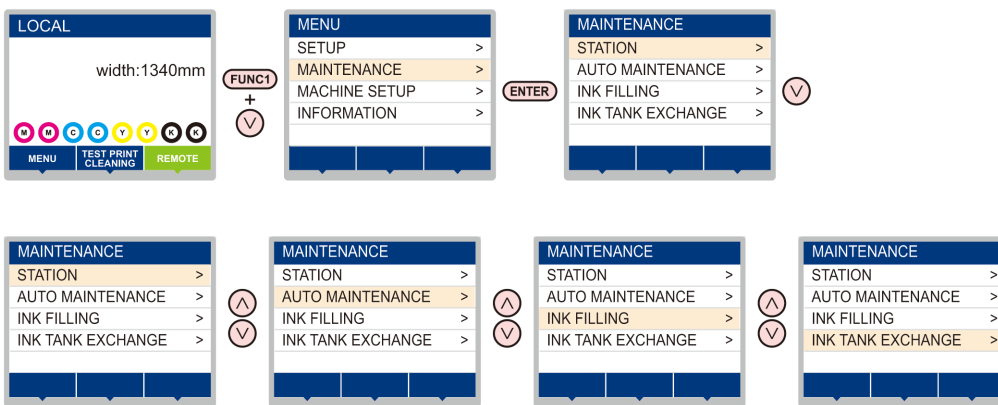 LOCAL
width:1340mm
M M C C Y Y K K
MENU TEST PRINT CLEANING REMOTE
FUNC1
+
MENU
SETUP >
MAINTENANCE >
MACHINE SETUP >
INFORMATION >
ENTER
MAINTENANCE
STATION >
AUTO MAINTENANCE >
INK FILLING >
INK TANK EXCHANGE >
MAINTENANCE
STATION >
AUTO MAINTENANCE >
INK FILLING >
INK TANK EXCHANGE >
MAINTENANCE
STATION >
AUTO MAINTENANCE >
INK FILLING >
INK TANK EXCHANGE >
MAINTENANCE
STATION >
AUTO MAINTENANCE >
INK FILLING >
INK TANK EXCHANGE >
MAINTENANCE
STATION >
AUTO MAINTENANCE >
INK FILLING >
INK TANK EXCHANGE >